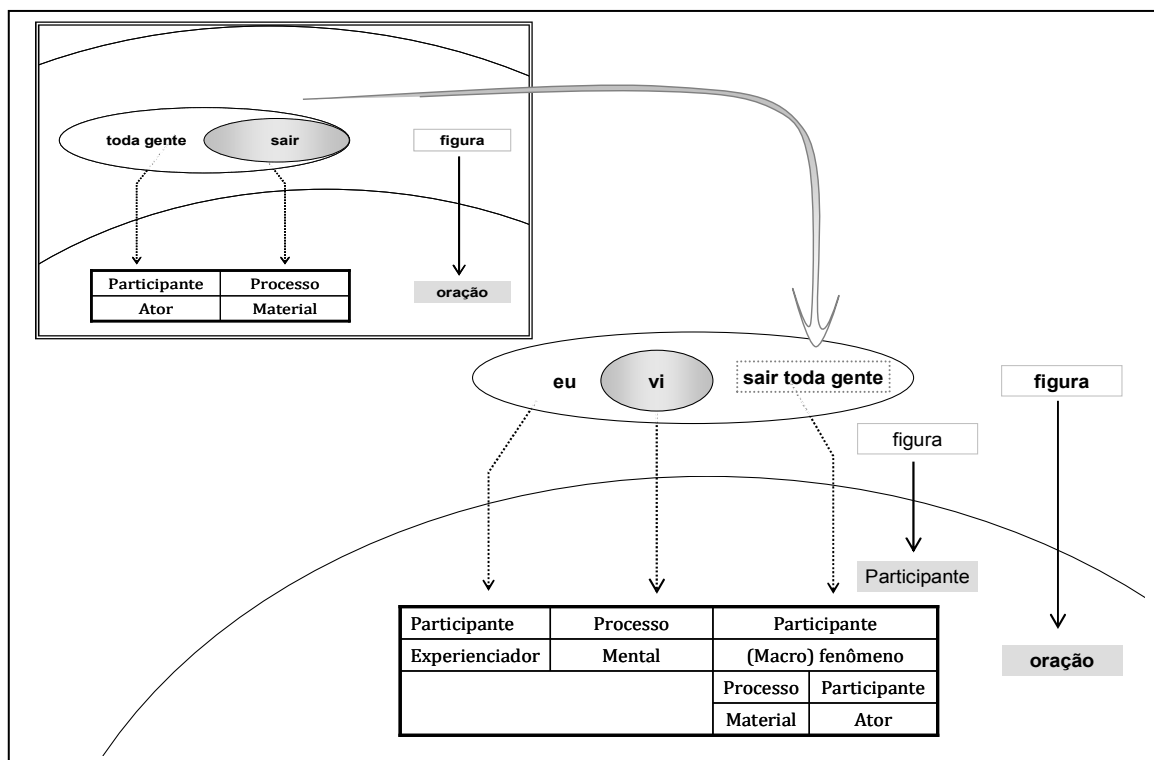 toda gente sair figura
Participante Processo
Ator Material
oração
eu vi sair toda gente figura
figura
Participante
Participante Processo Participante
Experienciador Mental (Macro) fenômeno
oração
Processo Participante
Material Ator